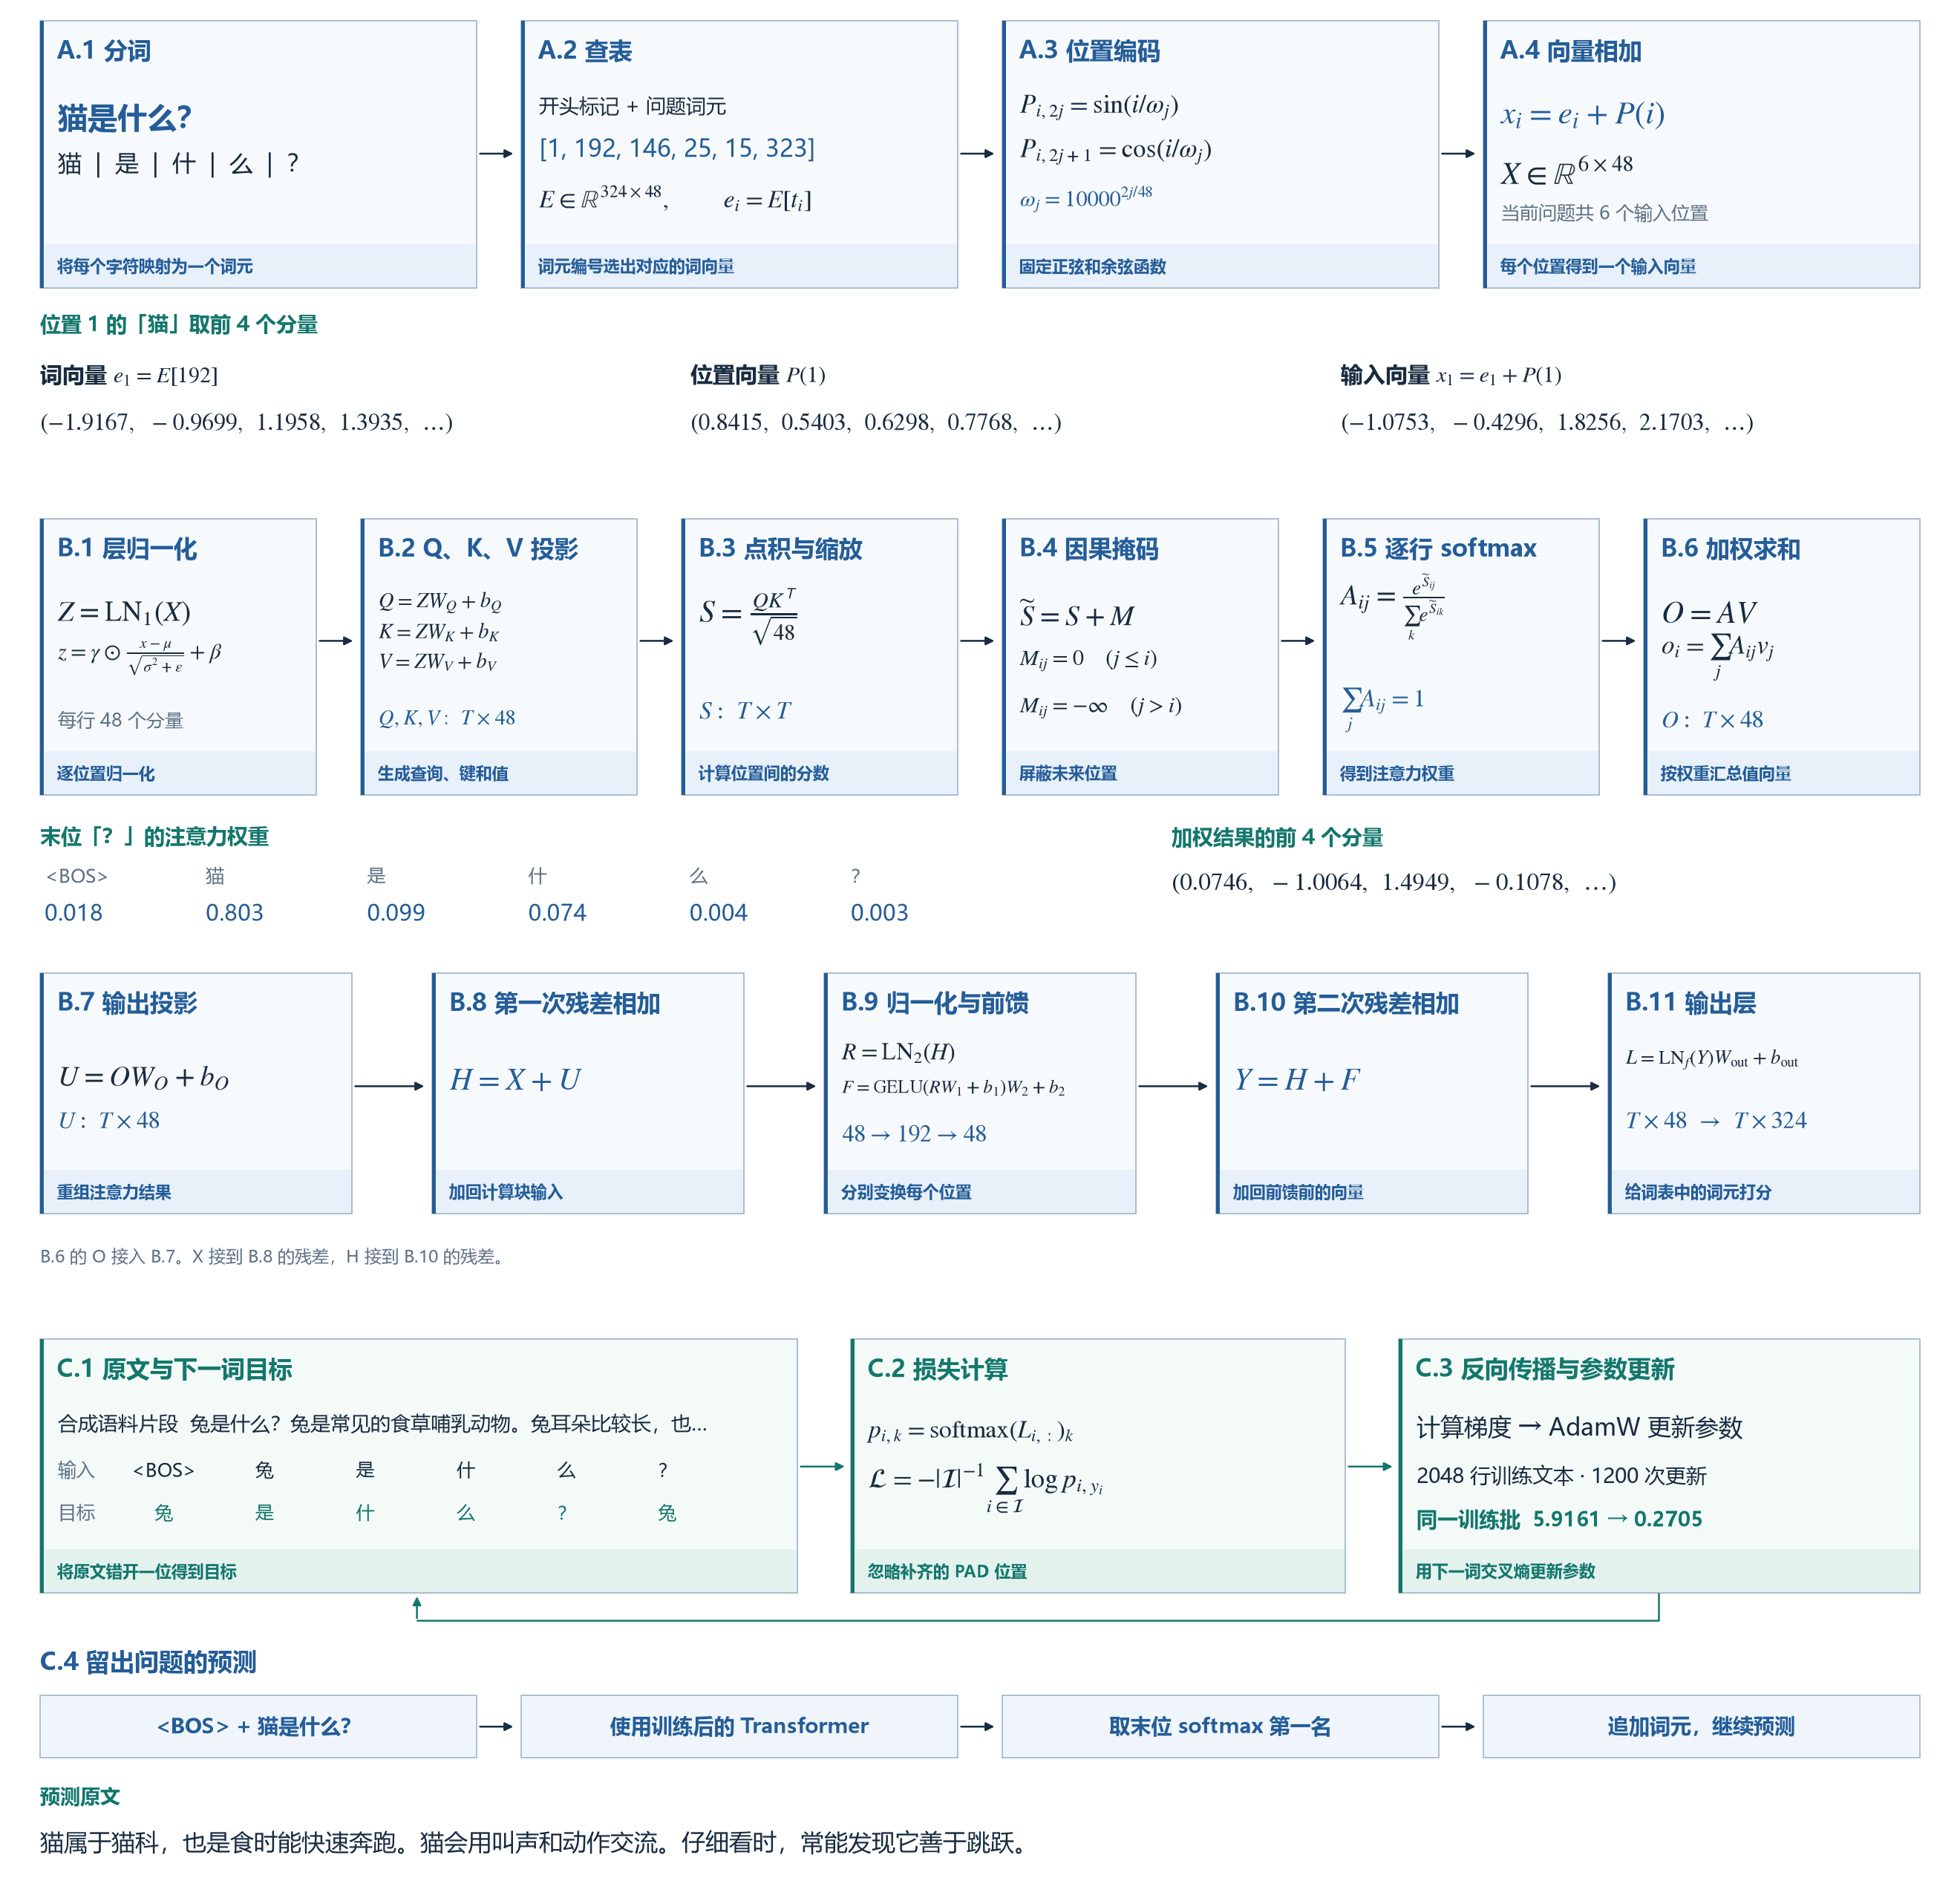 A.1 分词
猫是什么？
猫 | 是 | 什 | 么 | ？
将每个字符映射为一个词元
A.2 查表
开头标记 + 问题词元
[1, 192, 146, 25, 15, 323]
E ∈ ℝ^{324×48},  e_i = E[t_i]
词元编号选出对应的词向量
A.3 位置编码
P_{i,2j} = sin(i/ω_j)
P_{i,2j+1} = cos(i/ω_j)
ω_j = 10000^{2j/48}
固定正弦和余弦函数
A.4 向量相加
x_i = e_i + P(i)
X ∈ ℝ^{6×48}
当前问题共 6 个输入位置
每个位置得到一个输入向量
位置 1 的「猫」取前 4 个分量
词向量 e_1 = E[192]
(−1.9167, −0.9699, 1.1958, 1.3935, …)
位置向量 P(1)
(0.8415, 0.5403, 0.6298, 0.7768, …)
输入向量 x_1 = e_1 + P(1)
(−1.0753, −0.4296, 1.8256, 2.1703, …)
B.1 层归一化
Z = LN_1(X)
z = γ ⊙ (x − μ)/√(σ² + ε) + β
每行 48 个分量
逐位置归一化
B.2 Q、K、V 投影
Q = ZW_Q + b_Q
K = ZW_K + b_K
V = ZW_V + b_V
Q, K, V: T × 48
生成查询、键和值
B.3 点积与缩放
S = QK^⊤/√48
S: T × T
计算位置间的分数
B.4 因果掩码
S̃ = S + M
M_{ij} = 0 (j ≤ i)
M_{ij} = −∞ (j > i)
屏蔽未来位置
B.5 逐行 softmax
A_{ij} = e^{S̃_{ij}}/∑_k e^{S̃_{ik}}
∑_j A_{ij} = 1
得到注意力权重
B.6 加权求和
O = AV
o_i = ∑_j A_{ij}v_j
O: T × 48
按权重汇总值向量
末位「？」的注意力权重
<BOS> 猫 是 什 么 ？
0.018 0.803 0.099 0.074 0.004 0.003
加权结果的前 4 个分量
(0.0746, −1.0064, 1.4949, −0.1078, …)
B.7 输出投影
U = OW_O + b_O
U: T × 48
重组注意力结果
B.8 第一次残差相加
H = X + U
加回计算块输入
B.9 归一化与前馈
R = LN_2(H)
F = GELU(RW_1 + b_1)W_2 + b_2
48 → 192 → 48
分别变换每个位置
B.10 第二次残差相加
Y = H + F
加回前馈前的向量
B.11 输出层
L = LN_f(Y)W_out + b_out
T × 48 → T × 324
给词表中的词元打分
B.6 的 O 接入 B.7。X 接到 B.8 的残差，H 接到 B.10 的残差。
C.1 原文与下一词目标
合成语料片段 兔是什么？兔是常见的食草哺乳动物。兔耳朵比较长，也…
输入 <BOS> 兔 是 什 么 ？
目标 兔 是 什 么 ？ 兔
将原文错开一位得到目标
C.2 损失计算
p_{i,k} = softmax(L_{i,:})_k
ℒ = −|ℐ|^{−1} ∑_{i∈ℐ} log p_{i,y_i}
忽略补齐的 PAD 位置
C.3 反向传播与参数更新
计算梯度 → AdamW 更新参数
2048 行训练文本 · 1200 次更新
同一训练批 5.9161 → 0.2705
用下一词交叉熵更新参数
C.4 留出问题的预测
<BOS> + 猫是什么？
使用训练后的 Transformer
取末位 softmax 第一名
追加词元，继续预测
预测原文
猫属于猫科，也是食时能快速奔跑。猫会用叫声和动作交流。仔细看时，常能发现它善于跳跃。